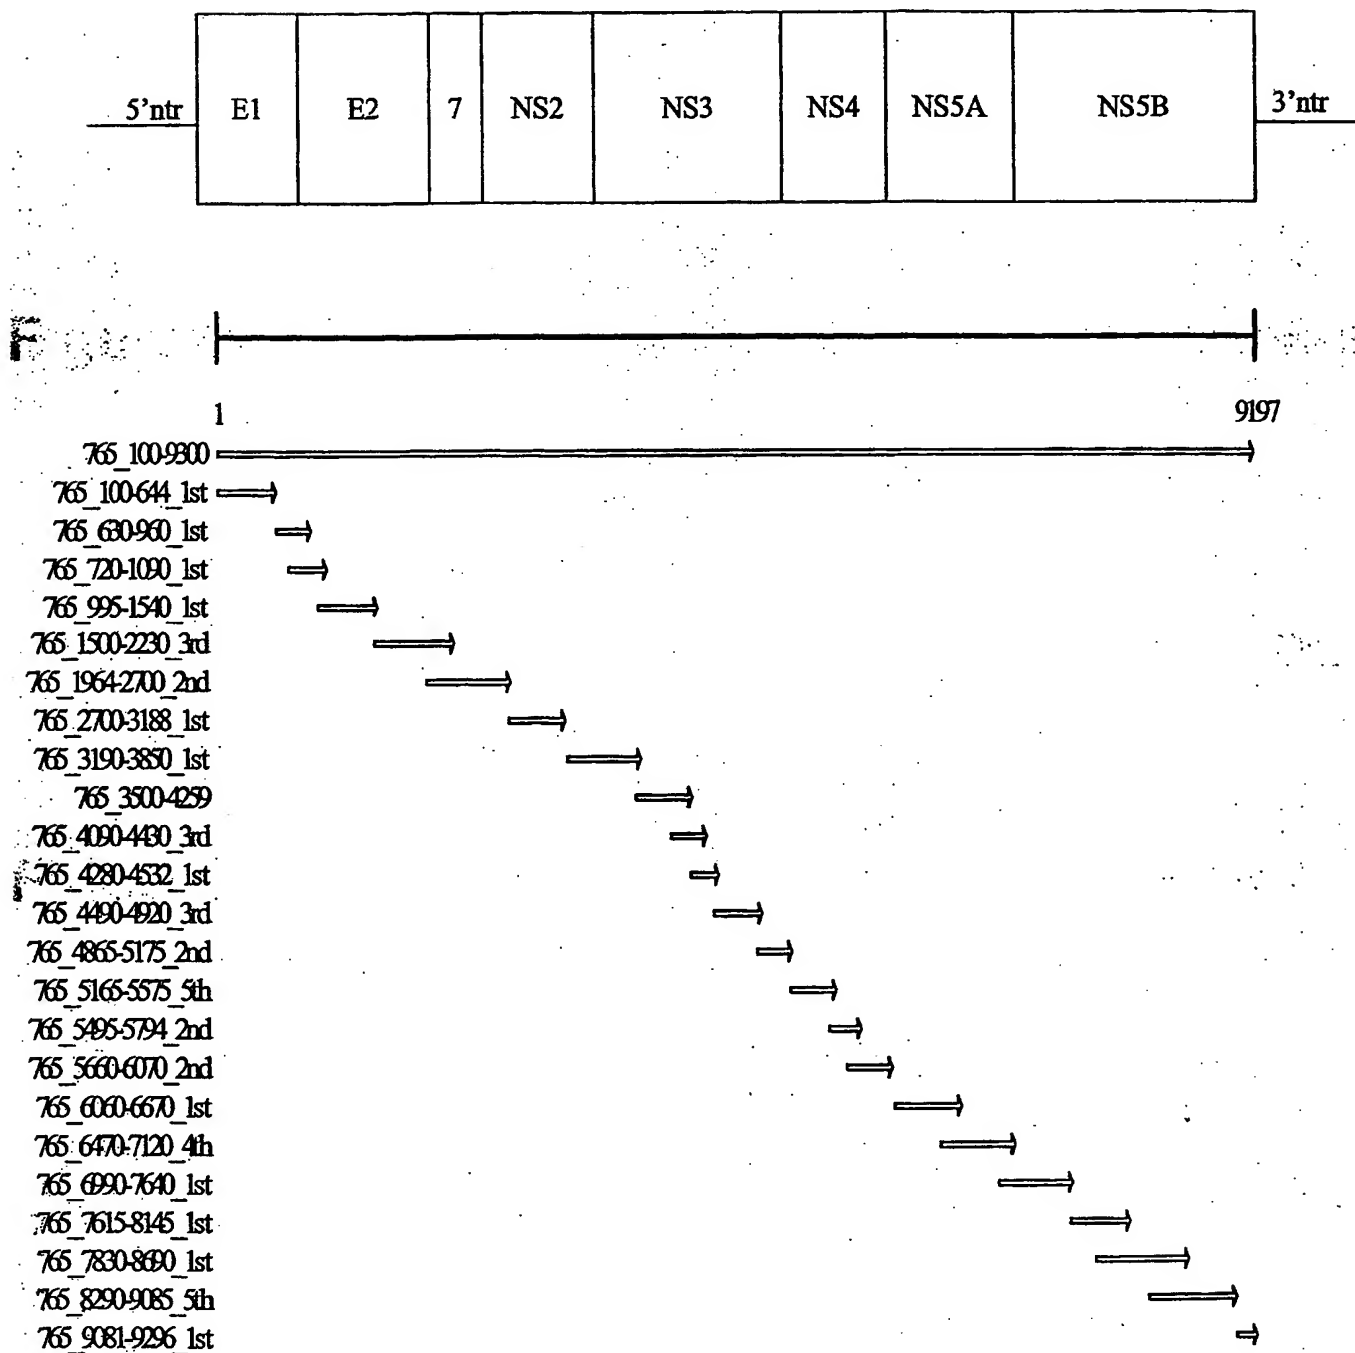 5'ntr E1 E2 7 NS2 NS3 NS4 NS5A NS5B 3'ntr
1 9197
765_100-9300
765_100-644_1st
765_630-960_1st
765_720-1090_1st
765_995-1540_1st
765_1500-2230_3rd
765_1964-2700_2nd
765_2700-3188_1st
765_3190-3850_1st
765_3500-4259
765_4090-4430_3rd
765_4280-4532_1st
765_4490-4920_3rd
765_4865-5175_2nd
765_5165-5575_5th
765_5495-5794_2nd
765_5660-6070_2nd
765_6060-6670_1st
765_6470-7120_4th
765_6990-7640_1st
765_7615-8145_1st
765_7830-8690_1st
765_8290-9085_5th
765_9081-9296_1st